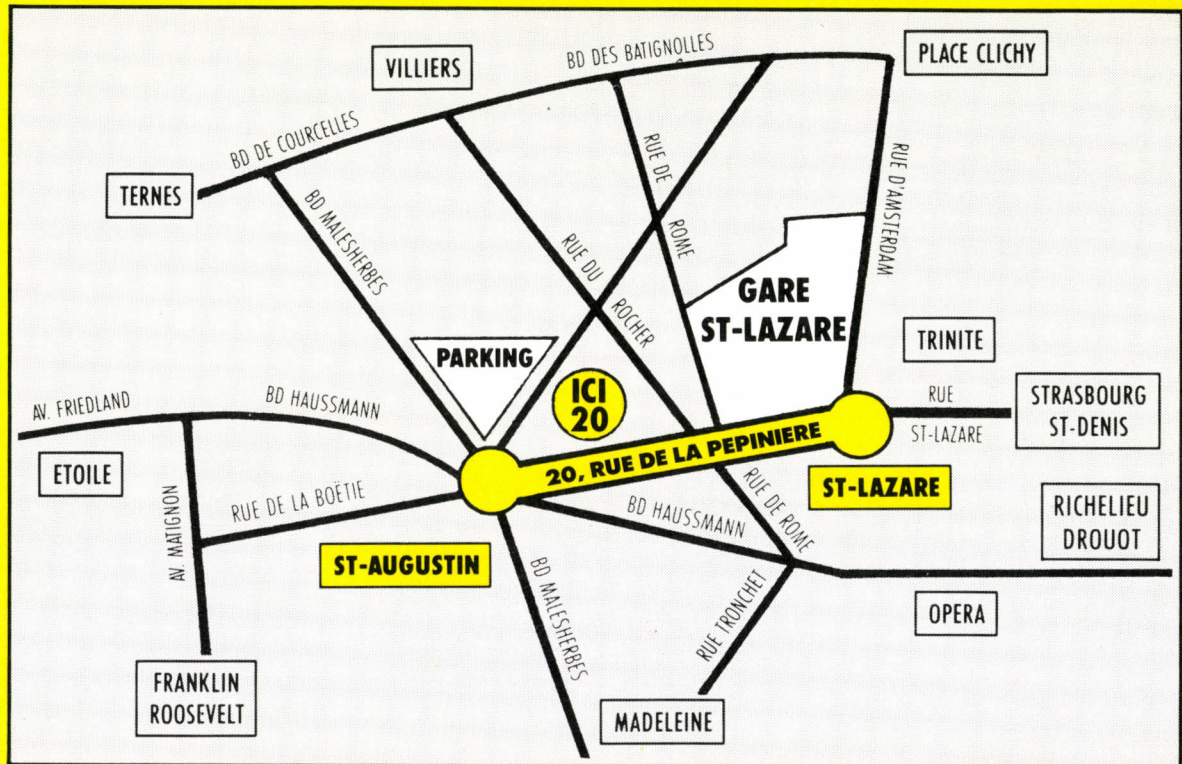 VILLIERS
BD DES BATIGNOLLES
PLACE CLICHY
BD DE COURCELLES
TERNES
BD MALESHERBES
RUE DU
ROCHER
RUE DE
ROME
RUE D'AMSTERDAM
GARE
ST-LAZARE
PARKING
ICI
20
TRINITE
AV. FRIEDLAND
BD HAUSSMANN
RUE
ST-LAZARE
STRASBOURG
ST-DENIS
20, RUE DE LA PEPINIERE
ETOILE
AV. MATIGNON
RUE DE LA BOËTIE
ST-LAZARE
BD HAUSSMANN
RUE DE ROME
RICHELIEU
DROUOT
ST-AUGUSTIN
BD MALESHERBES
RUE TRONCHET
OPERA
FRANKLIN
ROOSEVELT
MADELEINE